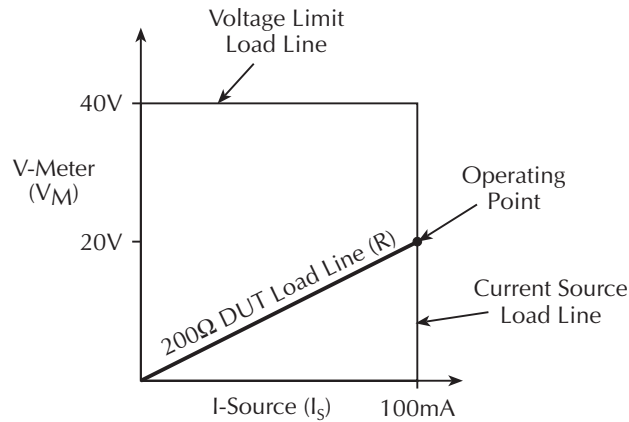 Voltage Limit
Load Line
40V
V-Meter
(VM)
Operating
Point
20V
200Ω DUT Load Line (R)
Current Source
Load Line
I-Source (IS)
100mA